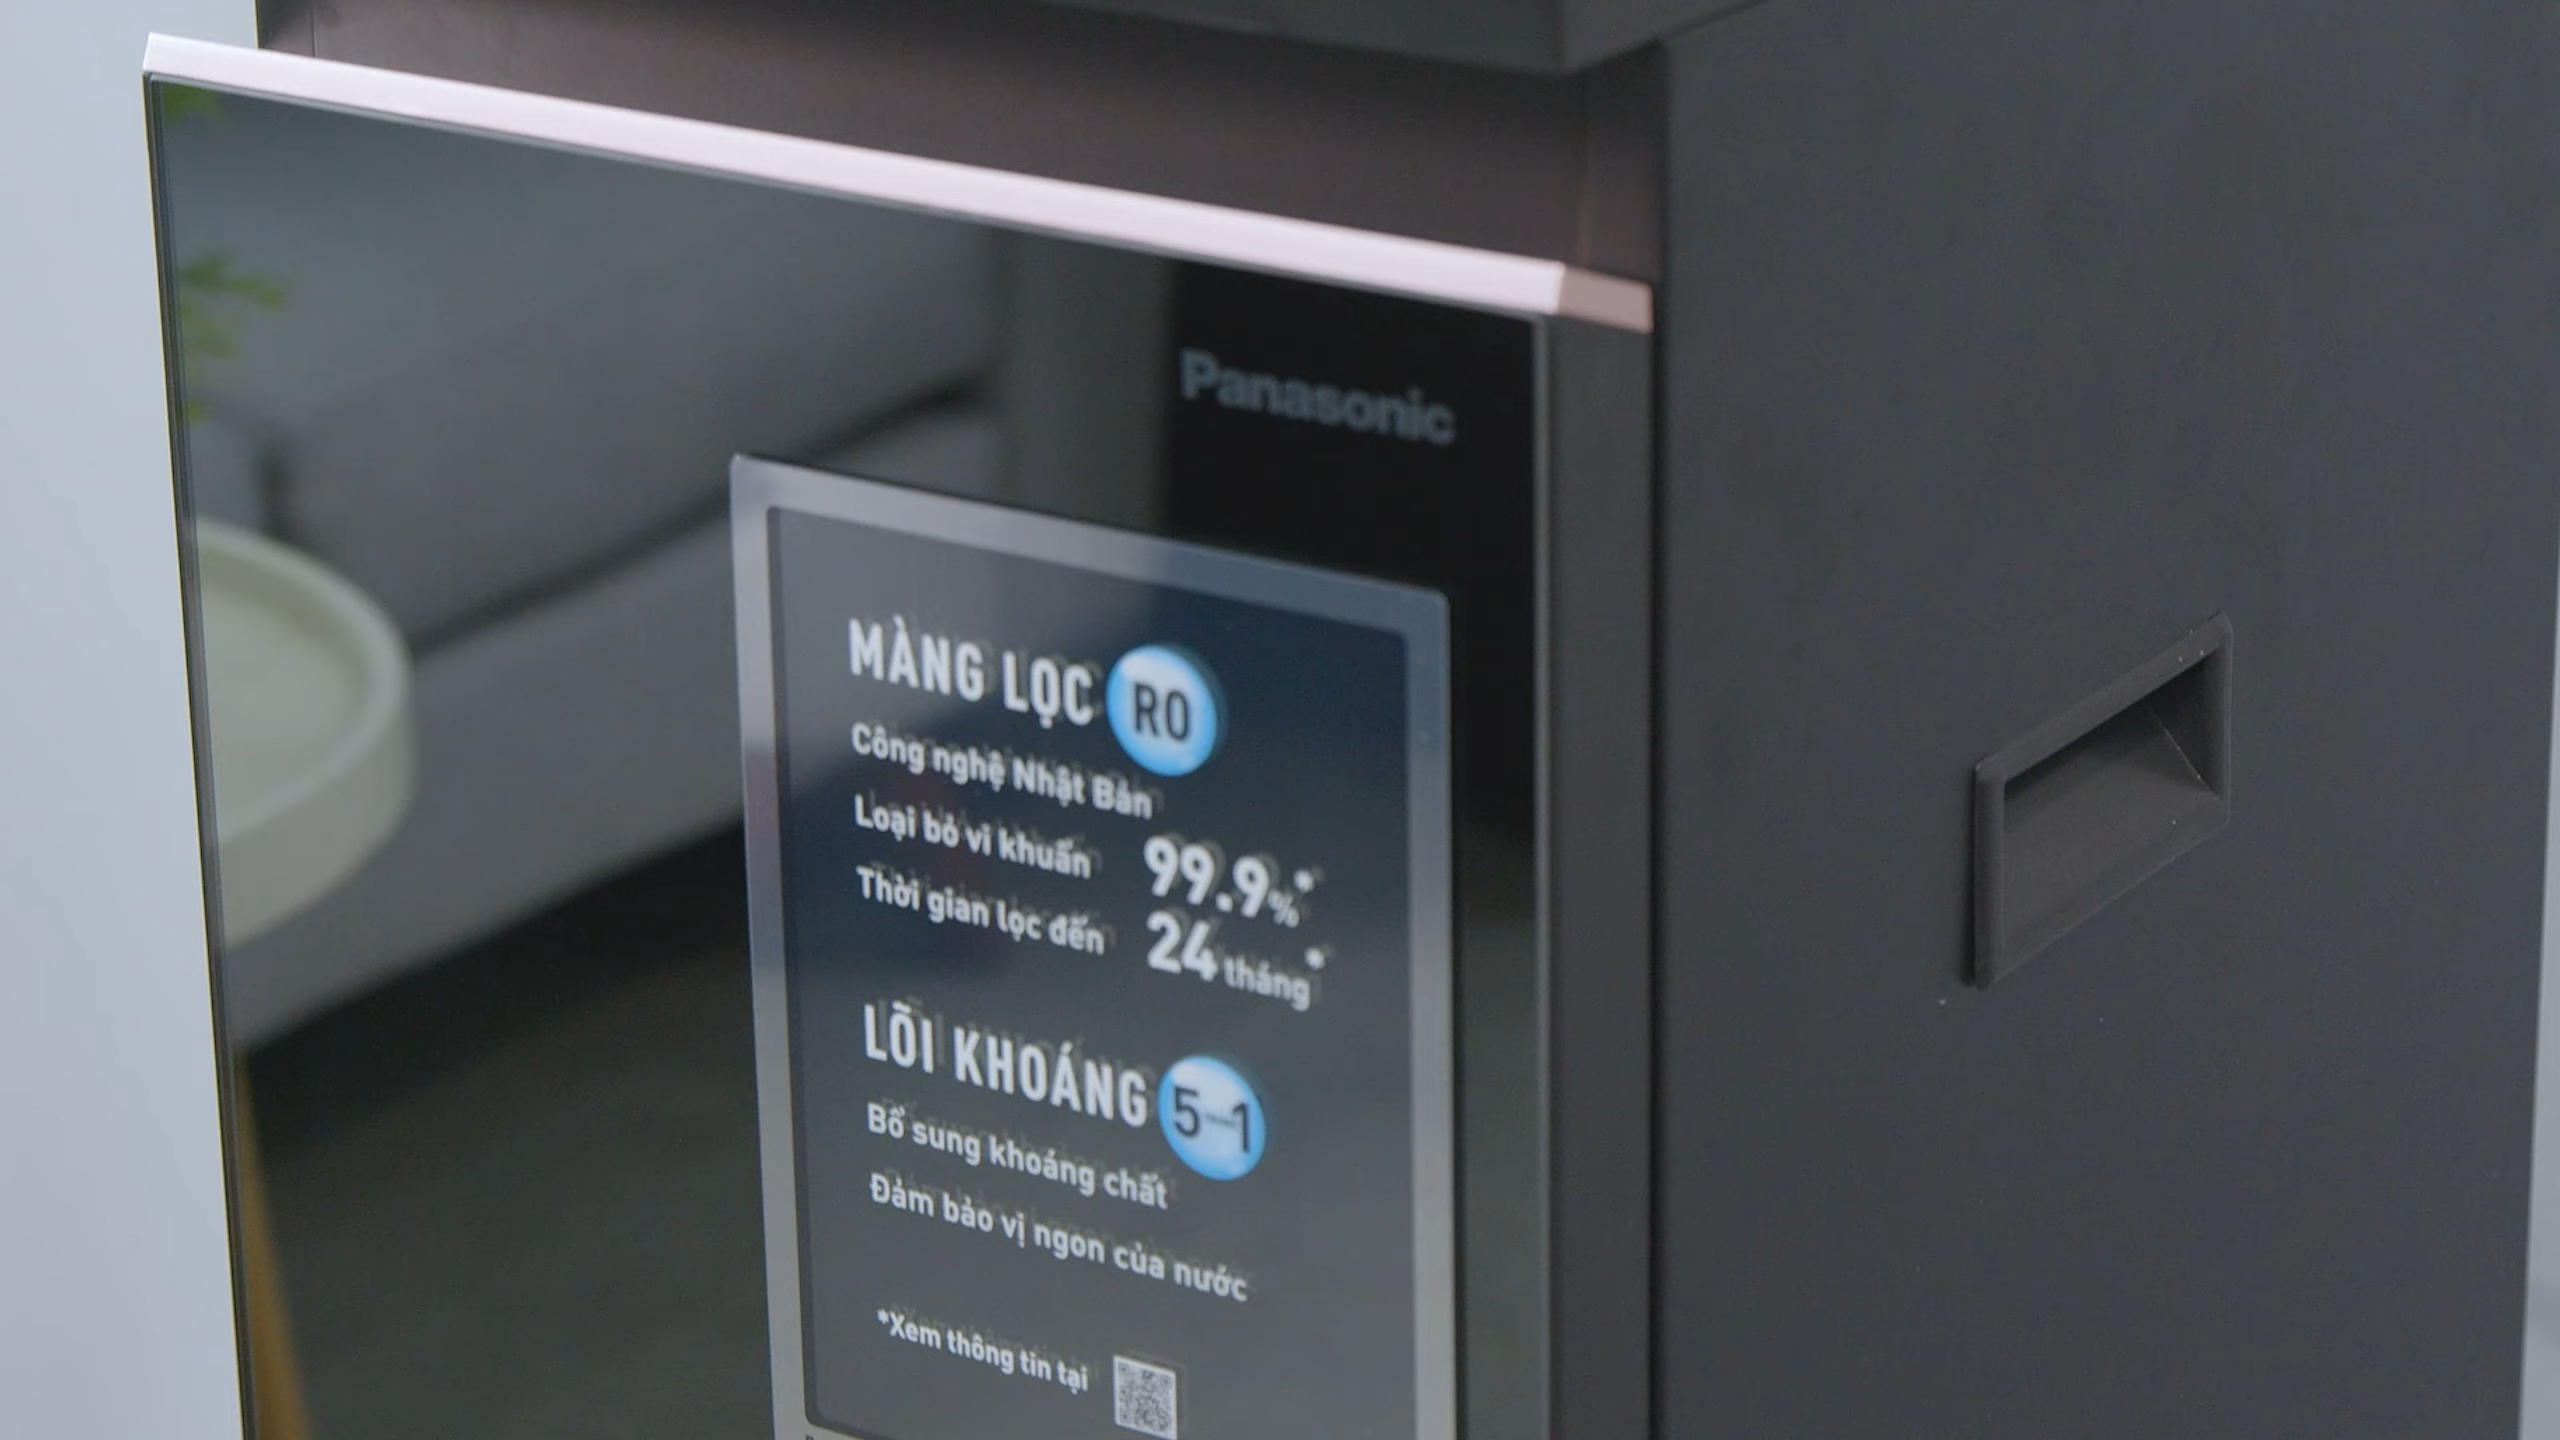 Panasonic
MÀNG LỌC RO
Công nghệ Nhật Bản
Loại bỏ vi khuẩn 99.9%*
Thời gian lọc đến 24 tháng*
LÕI KHOÁNG 5 1
Bổ sung khoáng chất
Đảm bảo vị ngon của nước
*Xem thông tin tại